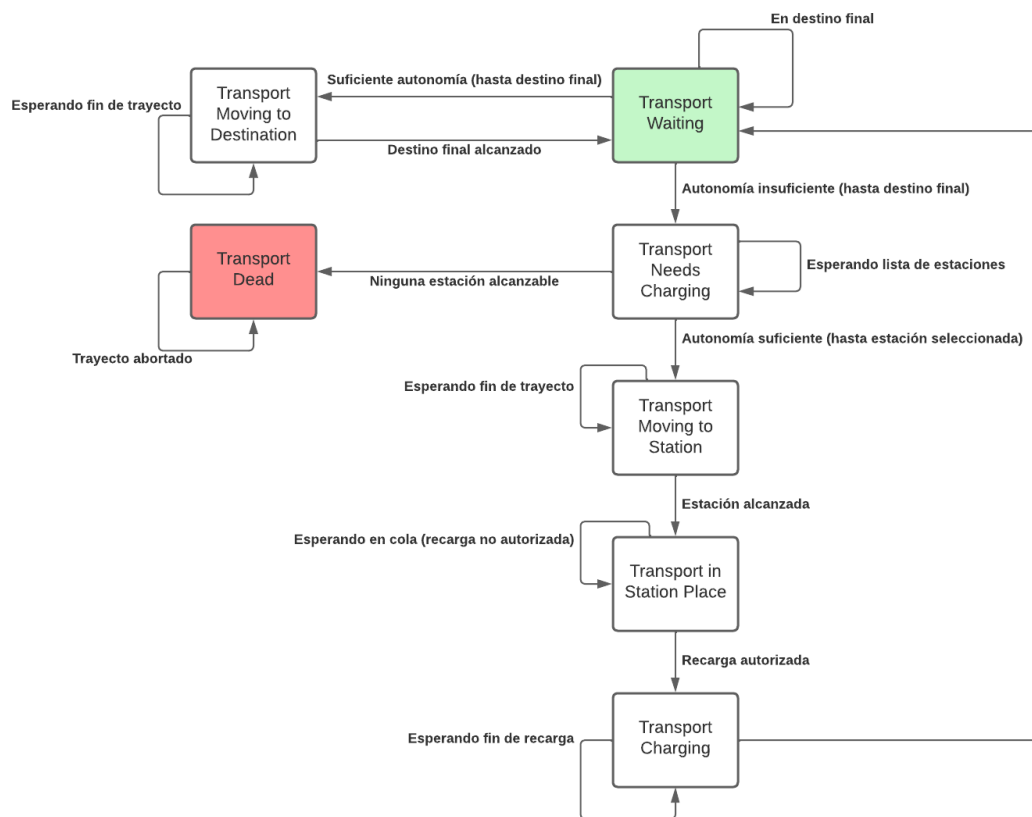 En destino final
Suficiente autonomía (hasta destino final)
Transport
Moving to
Destination
Transport
Waiting
Esperando fin de trayecto
Destino final alcanzado
Autonomía insuficiente (hasta destino final)
Transport
Dead
Transport
Needs
Charging
Esperando lista de estaciones
Ninguna estación alcanzable
Trayecto abortado
Autonomía suficiente (hasta estación seleccionada)
Esperando fin de trayecto
Transport
Moving to
Station
Estación alcanzada
Esperando en cola (recarga no autorizada)
Transport in
Station Place
Recarga autorizada
Transport
Charging
Esperando fin de recarga